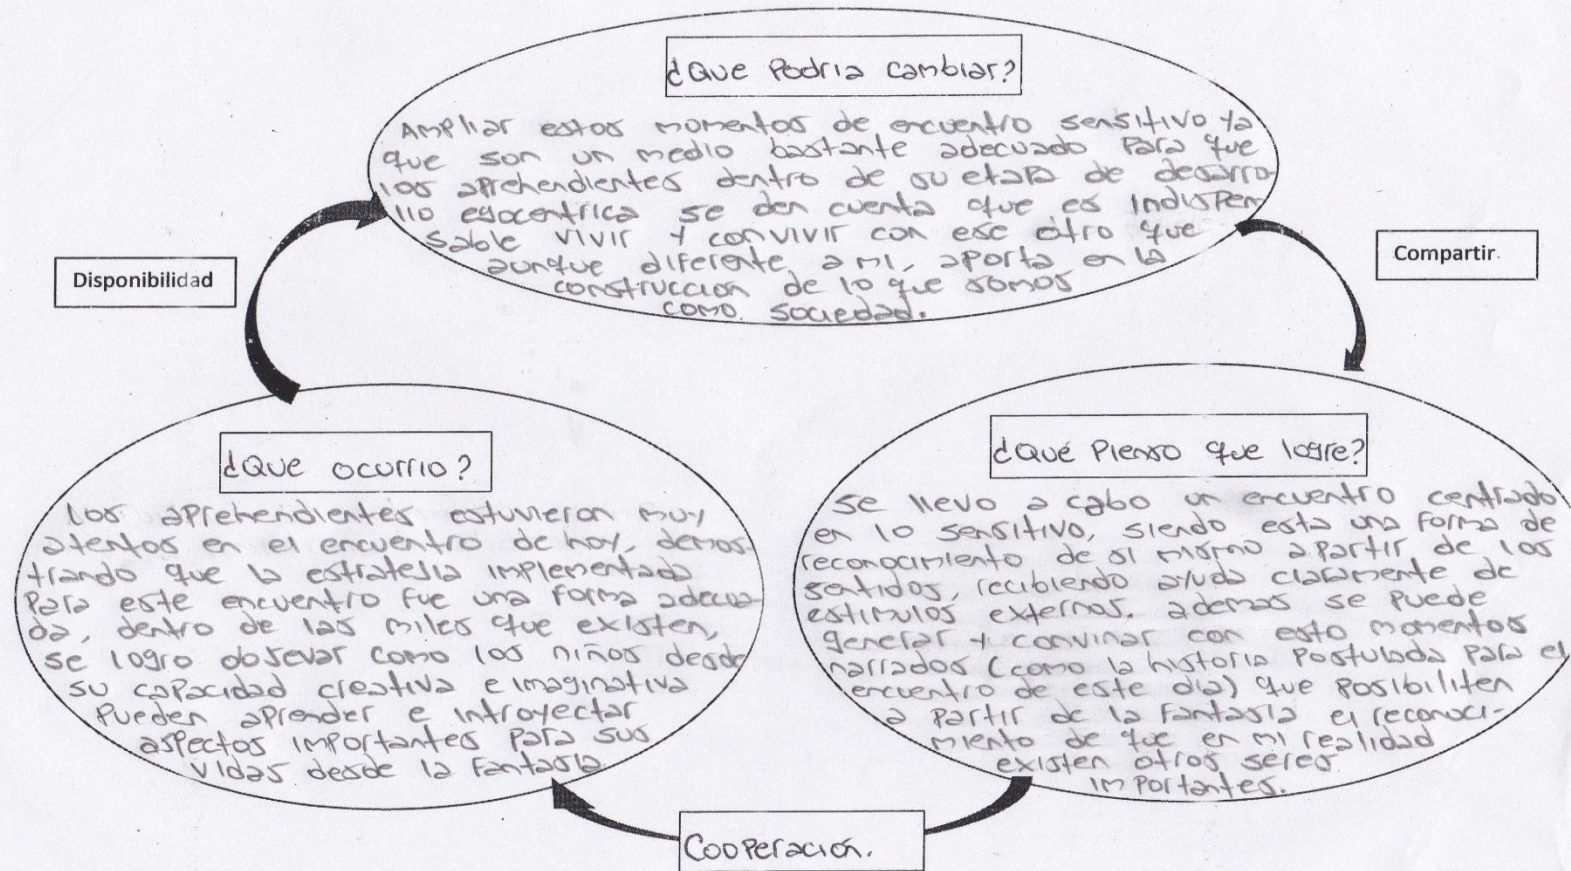 ¿Que Podria cambiar?
Ampliar estos momentos de encuentro sensitivo ya
que son un medio bastante adecuado para que
los aprehendientes dentro de su etapa de desarro-
llo egocentrica se den cuenta que es indispen
sable vivir y convivir con ese otro que
aunque diferente a mi, aporta en la
construccion de lo que somos
como sociedad.
Disponibilidad
Compartir.
¿Que ocurrio?
Los aprehendientes estuvieron muy
atentos en el encuentro de hoy, demos-
trando que la estrategia implementada
para este encuentro fue una forma adecua
da, dentro de las miles que existen,
se logro obsevar como los niños desde
su capacidad creativa e imaginativa
pueden aprender e introyectar
aspectos importantes para sus
vidas desde la fantasia
¿Qué Pienso que logre?
Se llevo a cabo un encuentro centrado
en lo sensitivo, siendo esta una forma de
reconocimiento de si mismo a partir de los
sentidos, recibiendo ayuda claramente de
estimulos externos. ademas se puede
generar y convinar con esto momentos
narrados (como la historia postulada para el
encuentro de este dia) que posibiliten
a partir de la fantasia el reconoci-
miento de que en mi realidad
existen otros seres
importantes.
Cooperación.